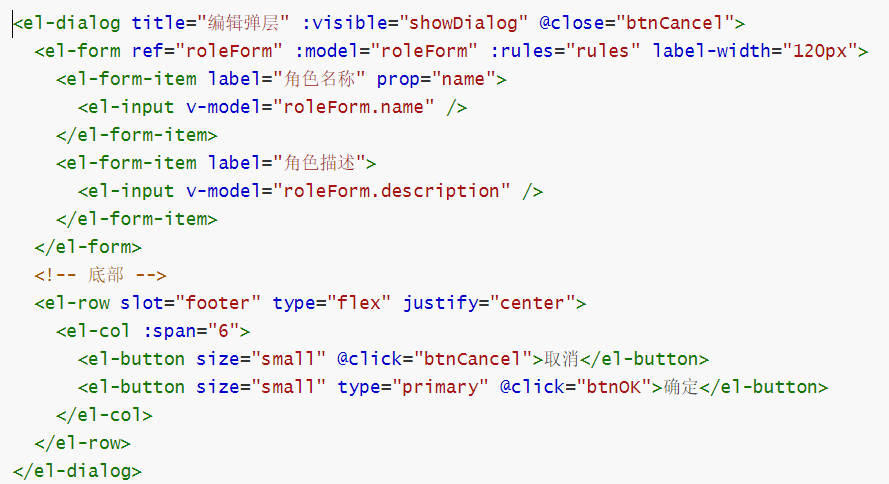 <el-dialog title="编辑弹层" :visible="showDialog" @close="btnCancel">
  <el-form ref="roleForm" :model="roleForm" :rules="rules" label-width="120px">
    <el-form-item label="角色名称" prop="name">
      <el-input v-model="roleForm.name" />
    </el-form-item>
    <el-form-item label="角色描述">
      <el-input v-model="roleForm.description" />
    </el-form-item>
  </el-form>
  <!-- 底部 -->
  <el-row slot="footer" type="flex" justify="center">
    <el-col :span="6">
      <el-button size="small" @click="btnCancel">取消</el-button>
      <el-button size="small" type="primary" @click="btnOK">确定</el-button>
    </el-col>
  </el-row>
</el-dialog>